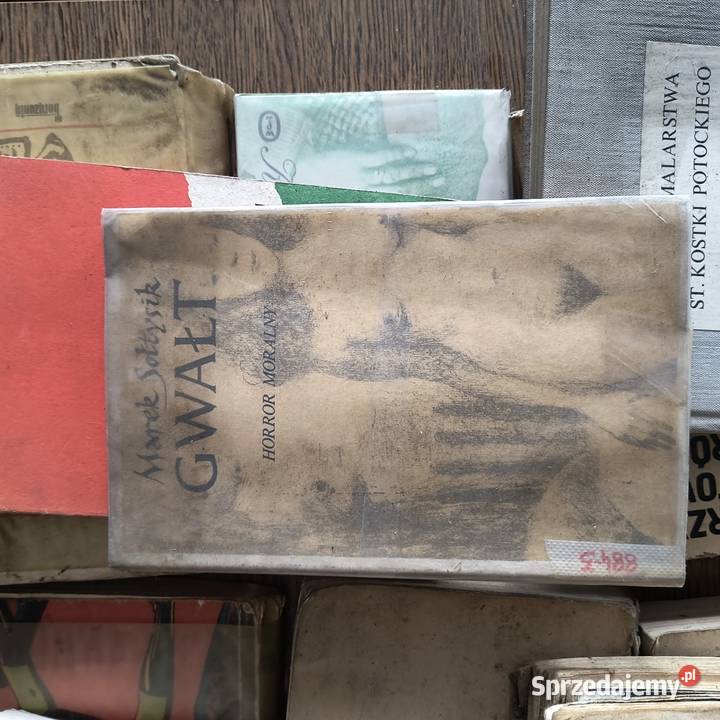 Marek Sołtysik
GWAŁT
HORROR MORALNY
MALARSTWA
ST. KOSTKI POTOCKIEGO
Sprzedajemy.pl